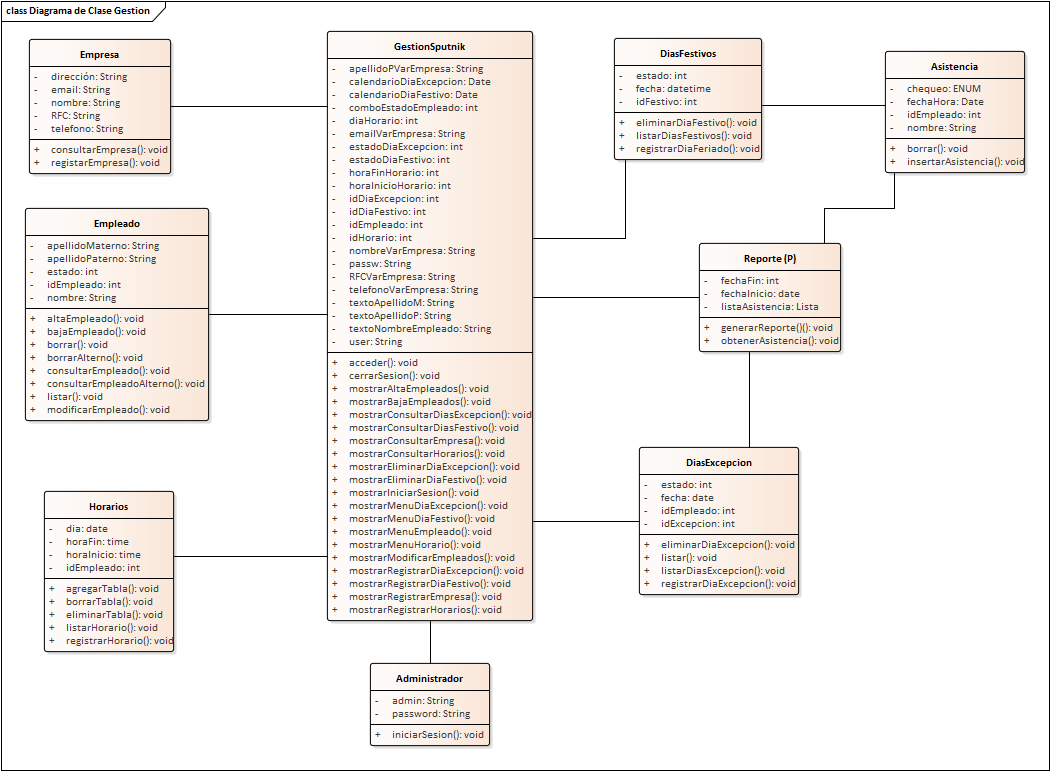 class Diagrama de Clase Gestion
Empresa
- dirección: String
- email: String
- nombre: String
- RFC: String
- telefono: String
+ consultarEmpresa(): void
+ registarEmpresa(): void
Empleado
- apellidoMaterno: String
- apellidoPaterno: String
- estado: int
- idEmpleado: int
- nombre: String
+ altaEmpleado(): void
+ bajaEmpleado(): void
+ borrar(): void
+ borrarAlterno(): void
+ consultarEmpleado(): void
+ consultarEmpleadoAlterno(): void
+ listar(): void
+ modificarEmpleado(): void
Horarios
- dia: date
- horaFin: time
- horaInicio: time
- idEmpleado: int
+ agregarTabla(): void
+ borrarTabla(): void
+ eliminarTabla(): void
+ listarHorario(): void
+ registrarHorario(): void
GestionSputnik
- apellidoPVarEmpresa: String
- calendarioDiaExcepcion: Date
- calendarioDiaFestivo: Date
- comboEstadoEmpleado: int
- diaHorario: int
- emailVarEmpresa: String
- estadoDiaExcepcion: int
- estadoDiaFestivo: int
- horaFinHorario: int
- horaInicioHorario: int
- idDiaExcepcion: int
- idDiaFestivo: int
- idEmpleado: int
- idHorario: int
- nombreVarEmpresa: String
- passw: String
- RFCVarEmpresa: String
- telefonoVarEmpresa: String
- textoApellidoM: String
- textoApellidoP: String
- textoNombreEmpleado: String
- user: String
+ acceder(): void
+ cerrarSesion(): void
+ mostrarAltaEmpleados(): void
+ mostrarBajaEmpleados(): void
+ mostrarConsultarDiasExcepcion(): void
+ mostrarConsultarDiasFestivo(): void
+ mostrarConsultarEmpresa(): void
+ mostrarConsultarHorarios(): void
+ mostrarEliminarDiaExcepcion(): void
+ mostrarEliminarDiaFestivo(): void
+ mostrarIniciarSesion(): void
+ mostrarMenuDiaExcepcion(): void
+ mostrarMenuDiaFestivo(): void
+ mostrarMenuEmpleado(): void
+ mostrarMenuHorario(): void
+ mostrarModificarEmpleados(): void
+ mostrarRegistrarDiaExcepcion(): void
+ mostrarRegistrarDiaFestivo(): void
+ mostrarRegistrarEmpresa(): void
+ mostrarRegistrarHorarios(): void
Administrador
- admin: String
- password: String
+ iniciarSesion(): void
DiasFestivos
- estado: int
- fecha: datetime
- idFestivo: int
+ eliminarDiaFestivo(): void
+ listarDiasFestivos(): void
+ registrarDiaFeriado(): void
Asistencia
- chequeo: ENUM
- fechaHora: Date
- idEmpleado: int
- nombre: String
+ borrar(): void
+ insertarAsistencia(): void
Reporte (P)
- fechaFin: int
- fechaInicio: date
- listaAsistencia: Lista
+ generarReporte()(): void
+ obtenerAsistencia(): void
DiasExcepcion
- estado: int
- fecha: date
- idEmpleado: int
- idExcepcion: int
+ eliminarDiaExcepcion(): void
+ listar(): void
+ listarDiasExcepcion(): void
+ registrarDiaExcepcion(): void